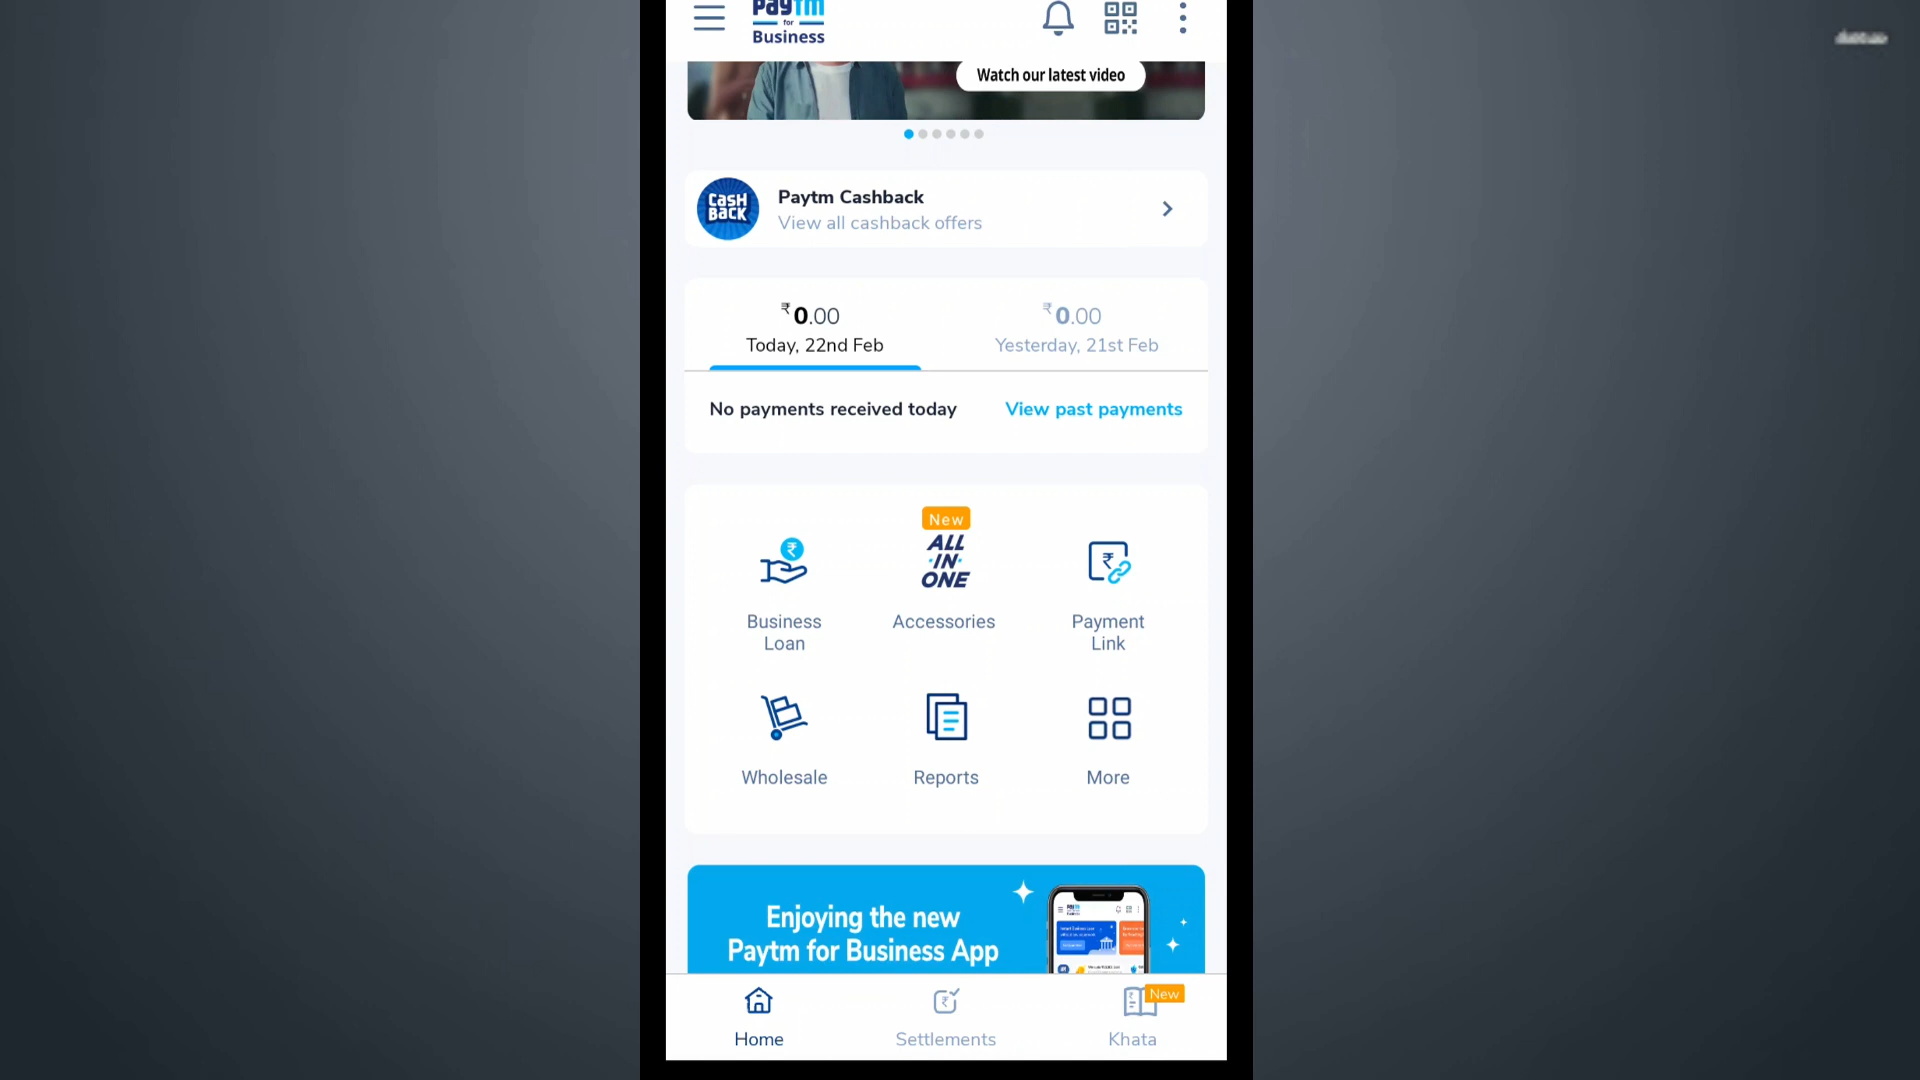 Paytm
for
Business
Watch our latest video
CASH
BACK
Paytm Cashback
View all cashback offers
₹0.00
₹0.00
Today, 22nd Feb
Yesterday, 21st Feb
No payments received today
View past payments
New
₹
ALL
·IN·
ONE
₹
Business
Loan
Accessories
Payment
Link
Wholesale
Reports
More
Enjoying the new
Paytm for Business App
₹
₹
New
Home
Settlements
Khata